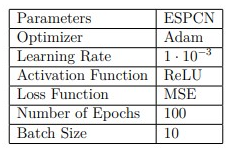 Parameters ESPCN
Optimizer Adam
Learning Rate 1 · 10⁻³
Activation Function ReLU
Loss Function MSE
Number of Epochs 100
Batch Size 10